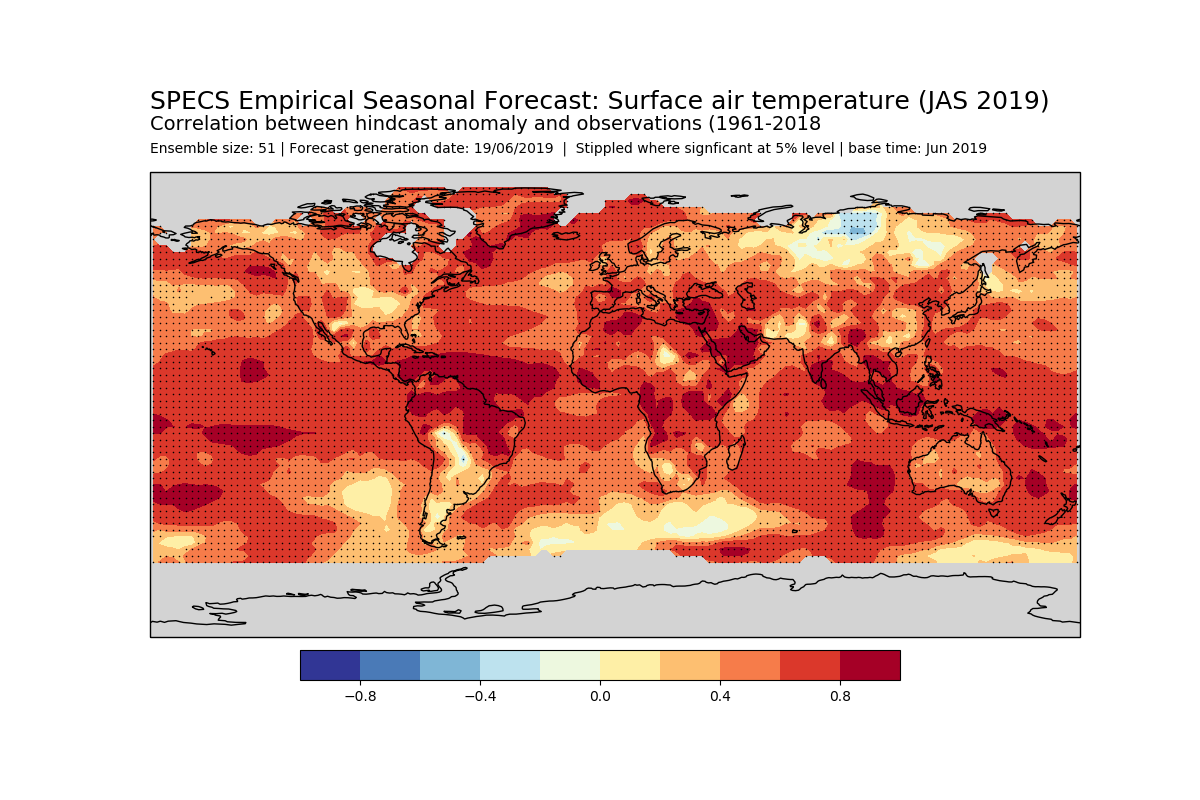 SPECS Empirical Seasonal Forecast: Surface air temperature (JAS 2019)
Correlation between hindcast anomaly and observations (1961-2018
Ensemble size: 51 | Forecast generation date: 19/06/2019  |  Stippled where signficant at 5% level | base time: Jun 2019
−0.8 −0.4 0.0 0.4 0.8